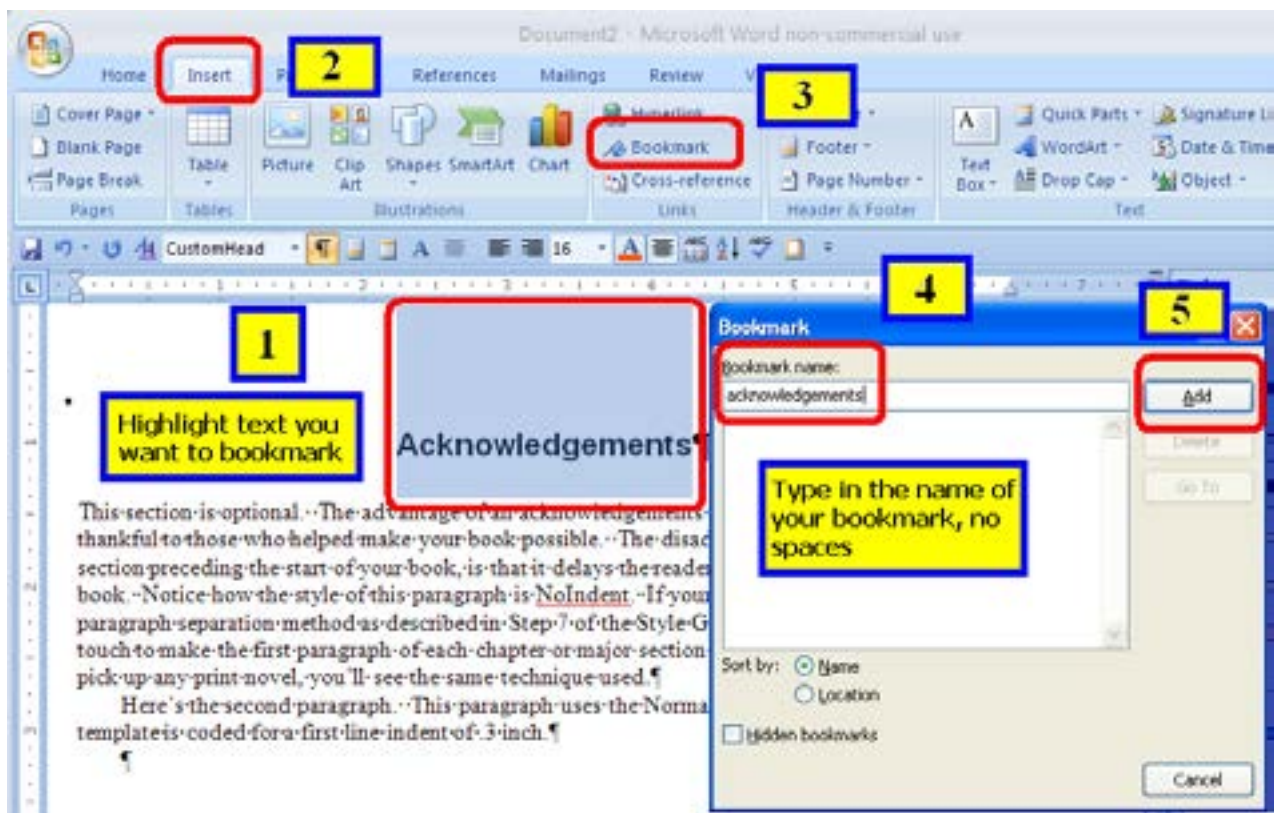 Document2 - Microsoft Word non-commercial use
Home Insert 2 References Mailings Review
3
Cover Page
Blank Page
Page Break
Table
Picture
Clip Art
Shapes
SmartArt
Chart
Hyperlink
Bookmark
Cross-reference
Footer
Page Number
A
Text Box
Quick Parts
WordArt
Drop Cap
Signature Li
Date & Time
Object
Pages Tables Illustrations Links Header & Footer Text
CustomHead 16
1
Highlight text you
want to bookmark
Acknowledgements¶
This section is optional. The advantage of an acknowledgements
thankful to those who helped make your book possible. The disad
section preceding the start of your book, is that it delays the reade
book. Notice how the style of this paragraph is NoIndent. If your
paragraph separation method as described in Step 7 of the Style G
touch to make the first paragraph of each chapter or major section
pick up any print novel, you'll see the same technique used.¶
Here's the second paragraph. This paragraph uses the Norma
template is coded for a first line indent of .3 inch.¶
¶
4
5
Bookmark
Bookmark name:
acknowledgements
Add
Delete
Go To
Type in the name of
your bookmark, no
spaces
Sort by: Name
Location
Hidden bookmarks
Cancel